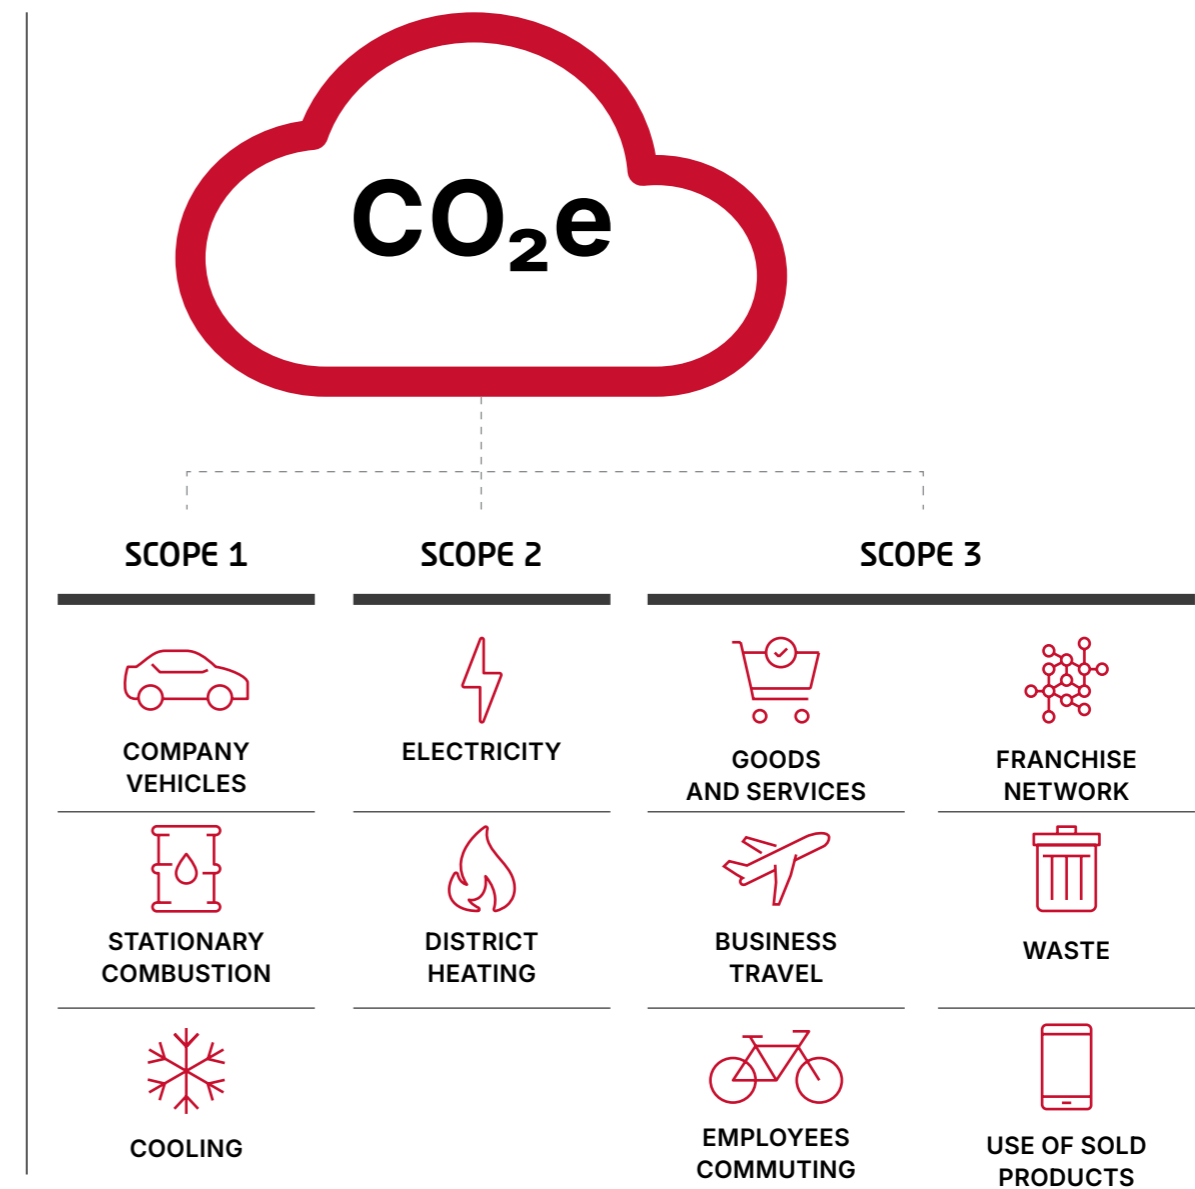 CO₂e
SCOPE 1
COMPANY
VEHICLES
STATIONARY
COMBUSTION
COOLING
SCOPE 2
ELECTRICITY
DISTRICT
HEATING
SCOPE 3
GOODS
AND SERVICES
FRANCHISE
NETWORK
BUSINESS
TRAVEL
WASTE
EMPLOYEES
COMMUTING
USE OF SOLD
PRODUCTS